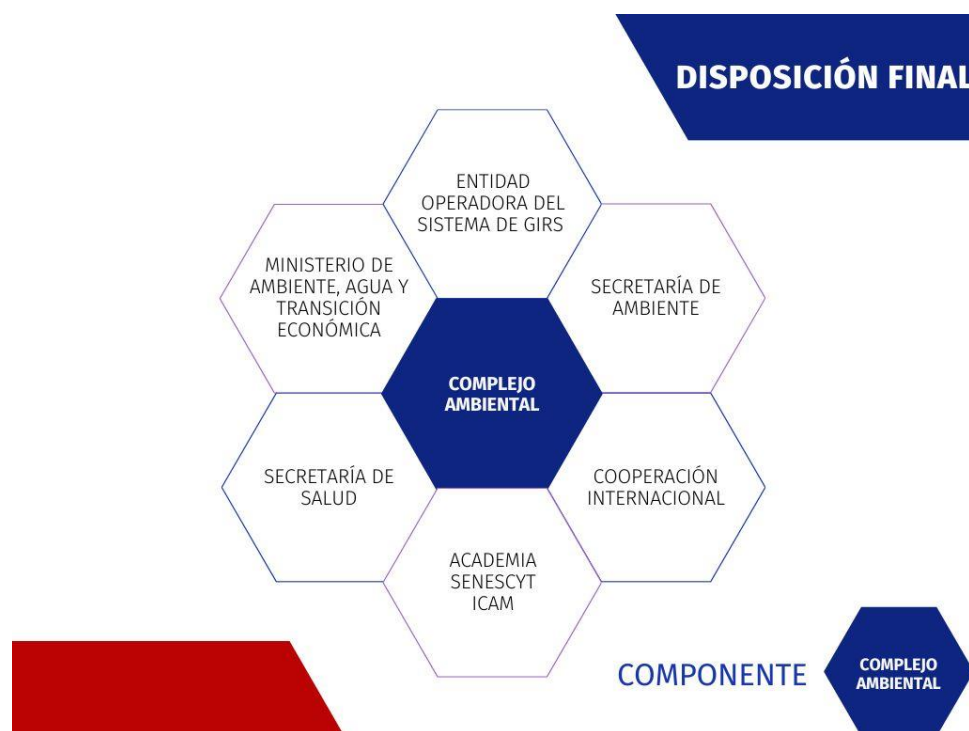 DISPOSICIÓN FINAL
ENTIDAD
OPERADORA DEL
SISTEMA DE GIRS
MINISTERIO DE
AMBIENTE, AGUA Y
TRANSICIÓN
ECONÓMICA
SECRETARÍA DE
AMBIENTE
COMPLEJO
AMBIENTAL
SECRETARÍA DE
SALUD
COOPERACIÓN
INTERNACIONAL
ACADEMIA
SENESCYT
ICAM
COMPONENTE
COMPLEJO
AMBIENTAL